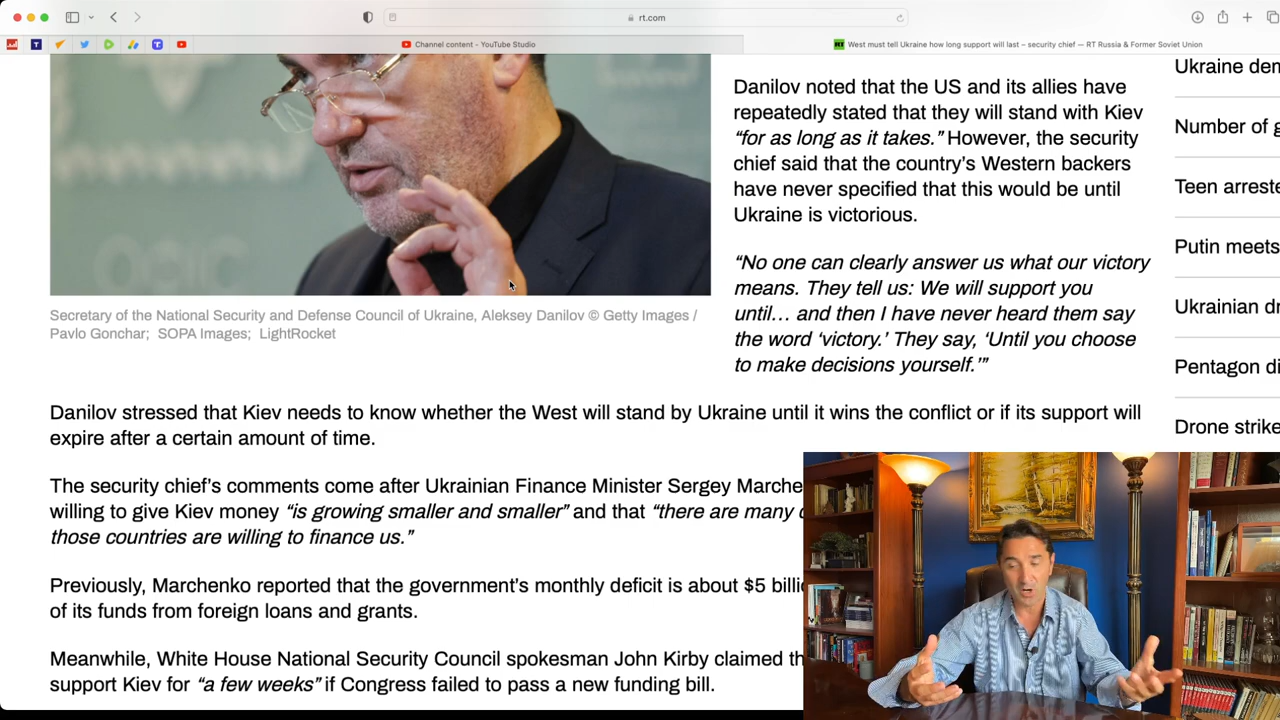 rt.com
Channel content - YouTube Studio
RT West must tell Ukraine how long support will last – security chief — RT Russia & Former Soviet Union
Danilov noted that the US and its allies have
repeatedly stated that they will stand with Kiev
“for as long as it takes.” However, the security
chief said that the country’s Western backers
have never specified that this would be until
Ukraine is victorious.
“No one can clearly answer us what our victory
means. They tell us: We will support you
until… and then I have never heard them say
the word ‘victory.’ They say, ‘Until you choose
to make decisions yourself.’”
Secretary of the National Security and Defense Council of Ukraine, Aleksey Danilov © Getty Images /
Pavlo Gonchar; SOPA Images; LightRocket
Danilov stressed that Kiev needs to know whether the West will stand by Ukraine until it wins the conflict or if its support will
expire after a certain amount of time.
The security chief’s comments come after Ukrainian Finance Minister Sergey Marche
willing to give Kiev money “is growing smaller and smaller” and that “there are many
those countries are willing to finance us.”
Previously, Marchenko reported that the government’s monthly deficit is about $5 billi
of its funds from foreign loans and grants.
Meanwhile, White House National Security Council spokesman John Kirby claimed th
support Kiev for “a few weeks” if Congress failed to pass a new funding bill.
Ukraine den
Number of g
Teen arreste
Putin meets
Ukrainian dr
Pentagon di
Drone strike